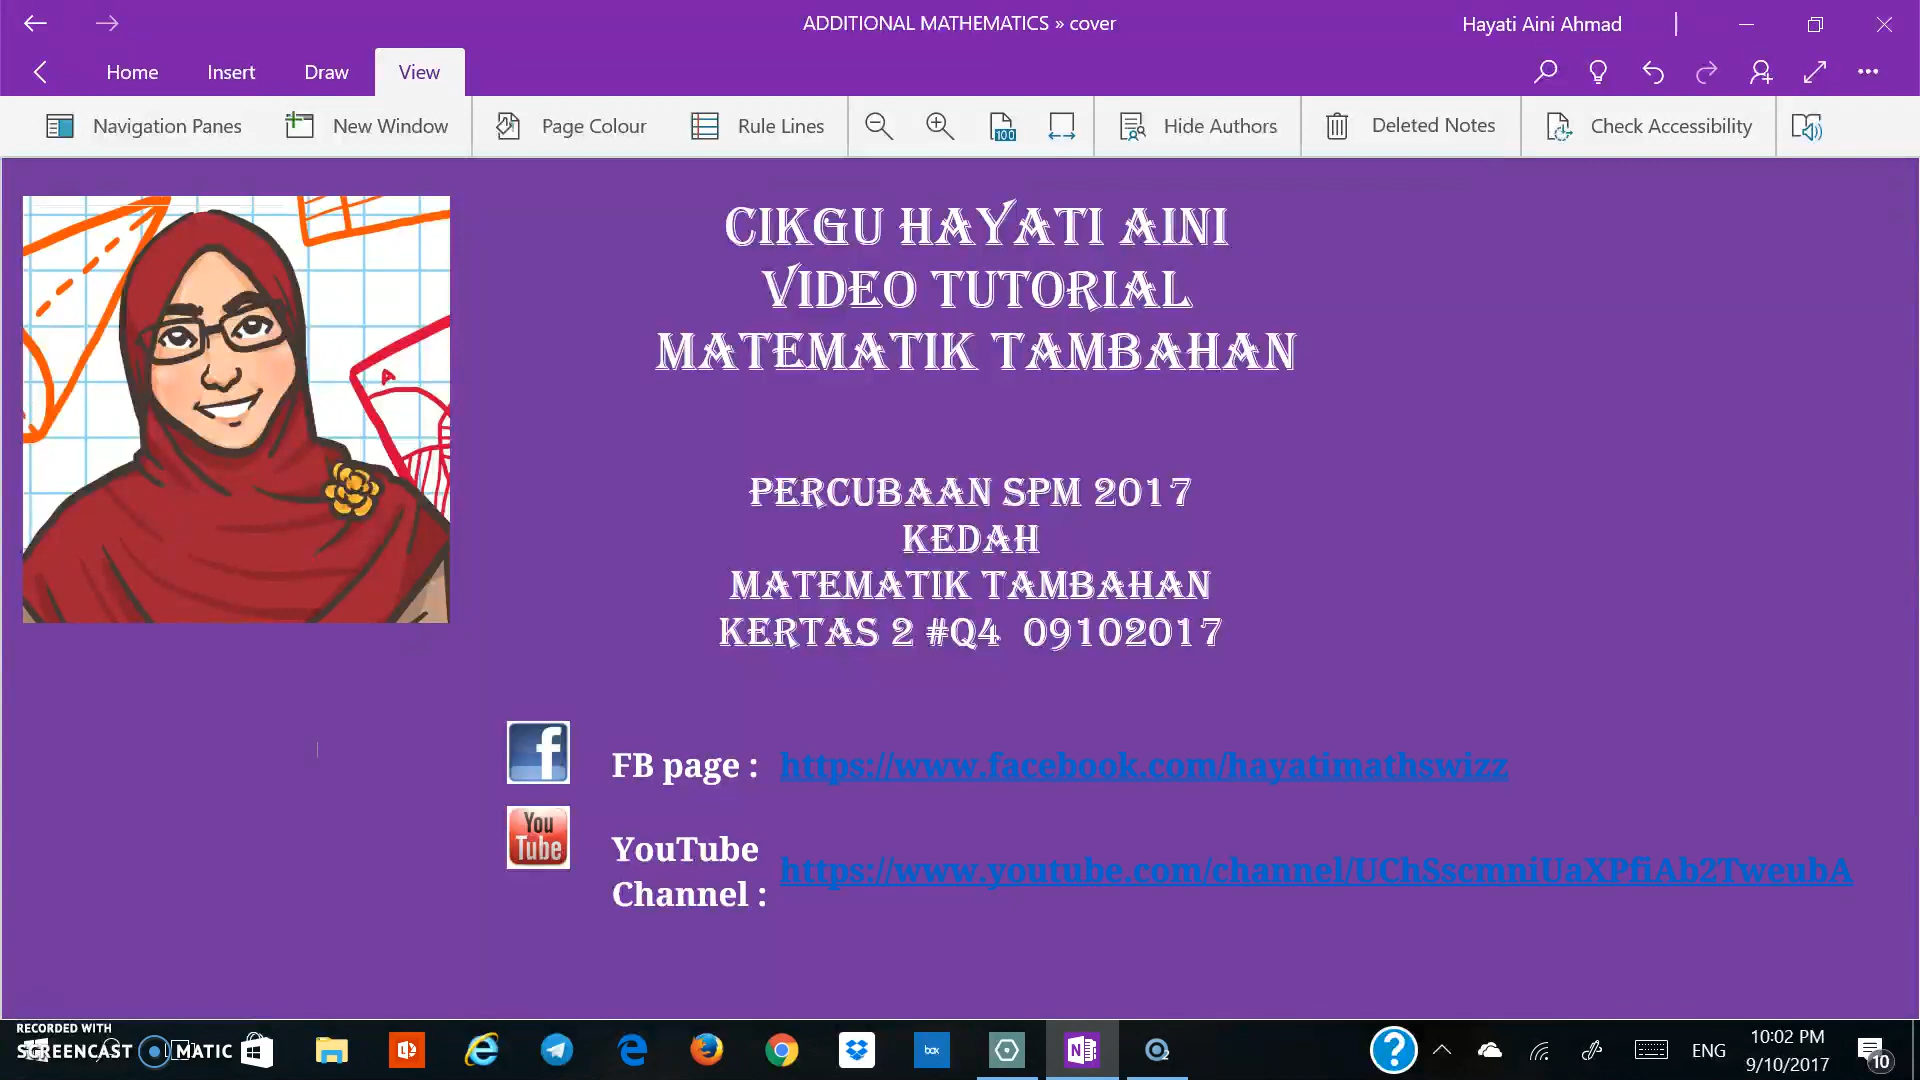 ADDITIONAL MATHEMATICS » cover
Hayati Aini Ahmad
Home
Insert
Draw
View
Navigation Panes
New Window
Page Colour
Rule Lines
100
Hide Authors
Deleted Notes
Check Accessibility
CIKGU HAYATI AINI
VIDEO TUTORIAL
MATEMATIK TAMBAHAN
PERCUBAAN SPM 2017
KEDAH
MATEMATIK TAMBAHAN
KERTAS 2 #Q4 09102017
FB page : https://www.facebook.com/hayatimathswizz
You
Tube
YouTube
Channel :
https://www.youtube.com/channel/UChSscmniUaXPfiAb2TweubA
RECORDED WITH
SCREENCAST MATIC
box
ENG
10:02 PM
9/10/2017
10